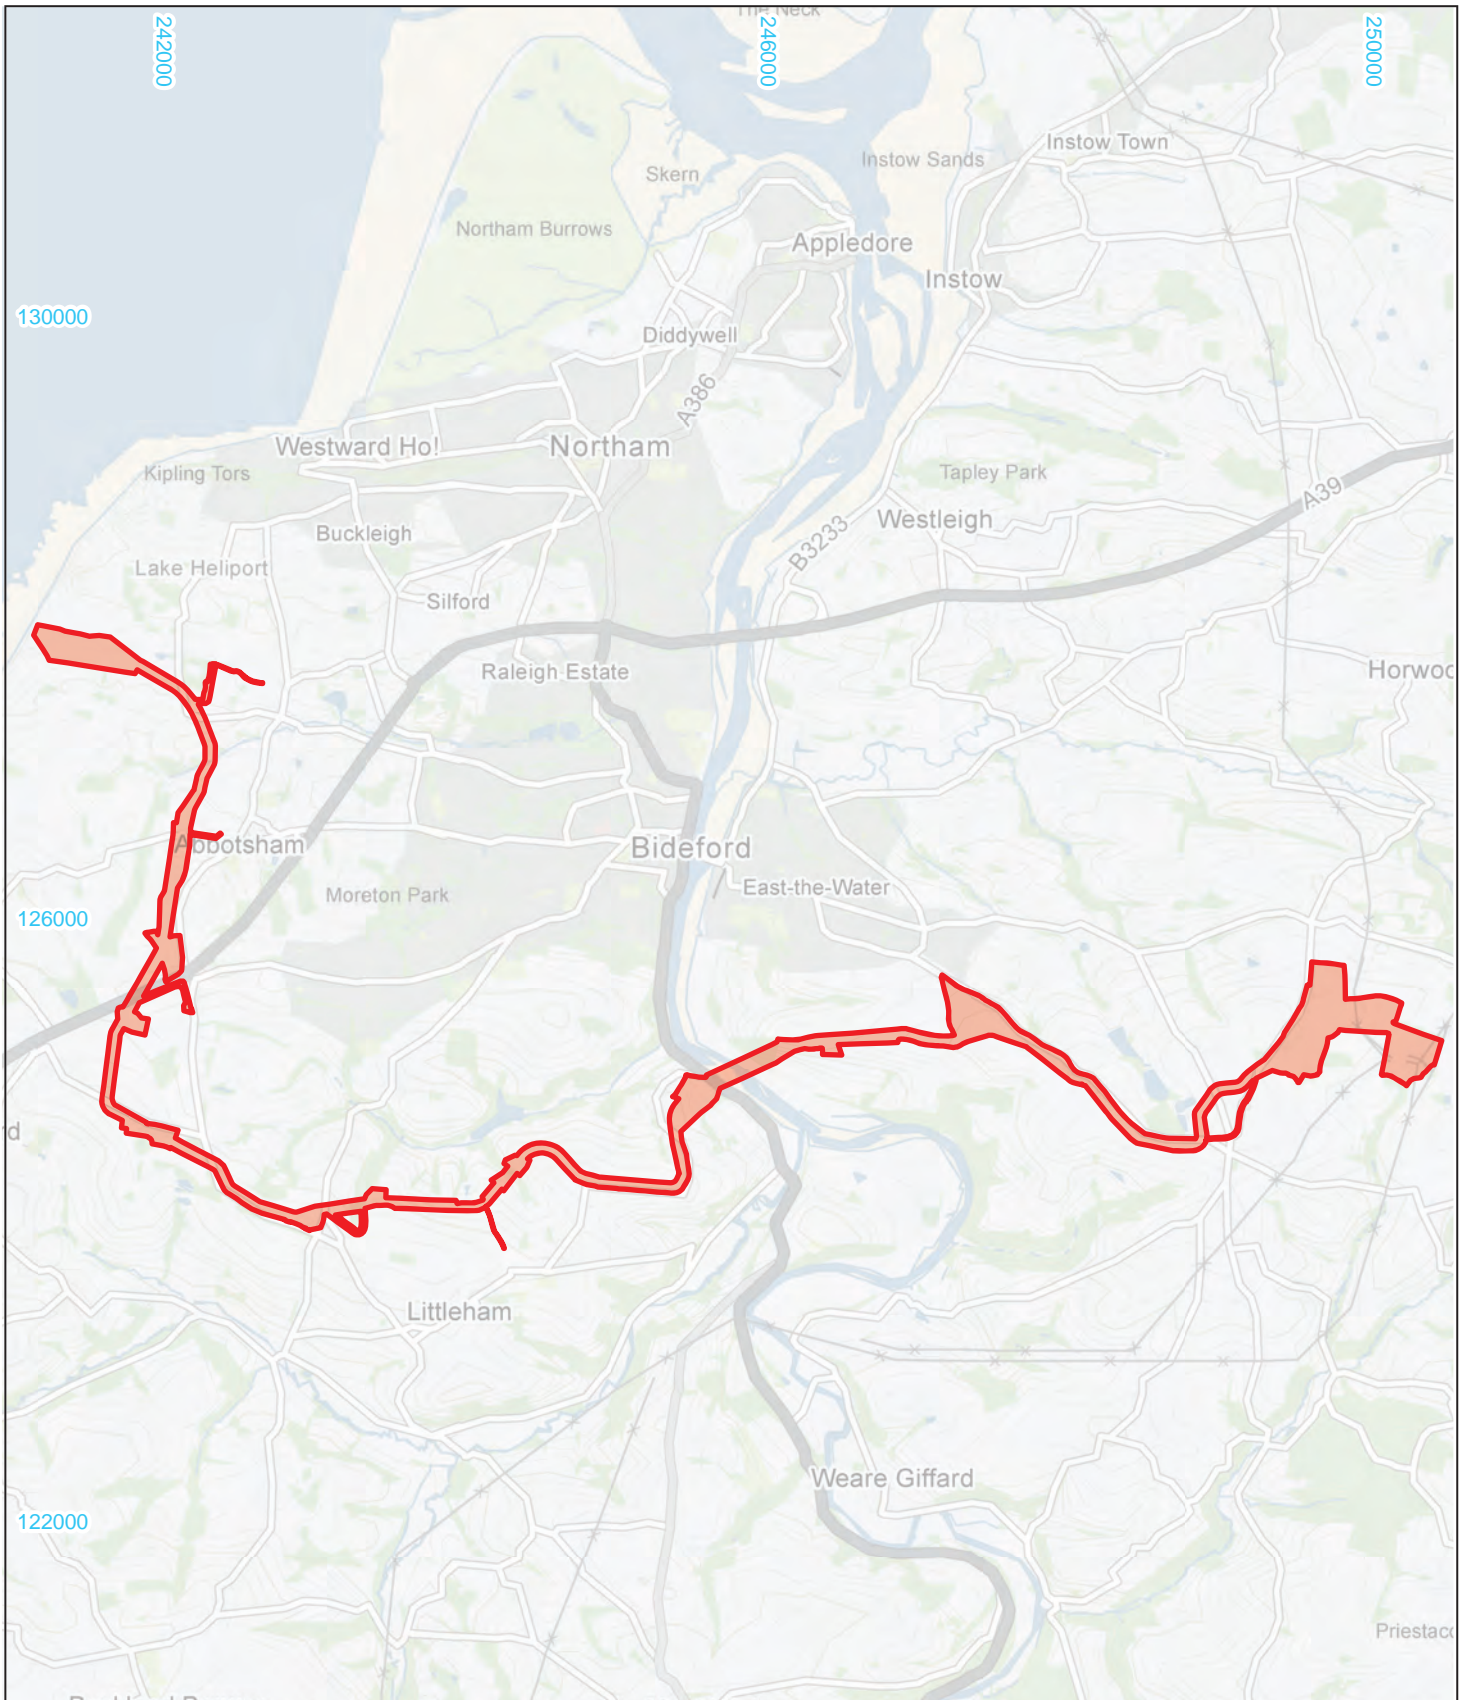 The Neck
242000
246000
250000
Instow Town
Instow Sands
Skern
Northam Burrows
Appledore
Instow
130000
Diddywell
A386
Westward Ho!
Northam
Kipling Tors
Tapley Park
A39
Westleigh
Buckleigh
B3233
Lake Heliport
Silford
Raleigh Estate
Horwoo
Abbotsham
Bideford
East-the-Water
Moreton Park
126000
d
Littleham
Weare Giffard
122000
Priestaco